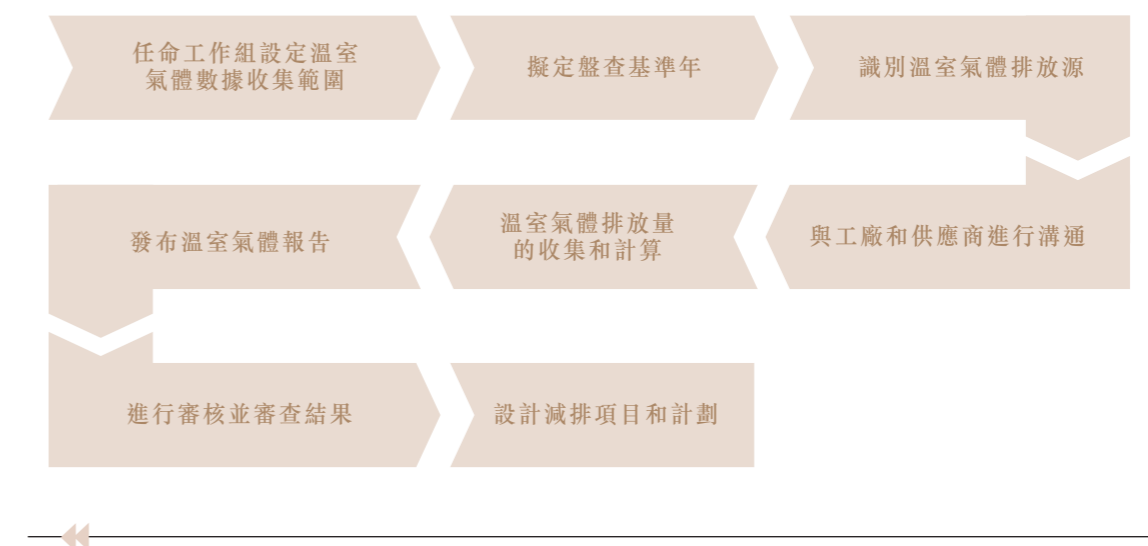 任命工作組設定溫室
氣體數據收集範圍
擬定盤查基準年
識別溫室氣體排放源
與工廠和供應商進行溝通
溫室氣體排放量
的收集和計算
發布溫室氣體報告
進行審核並審查結果
設計減排項目和計劃